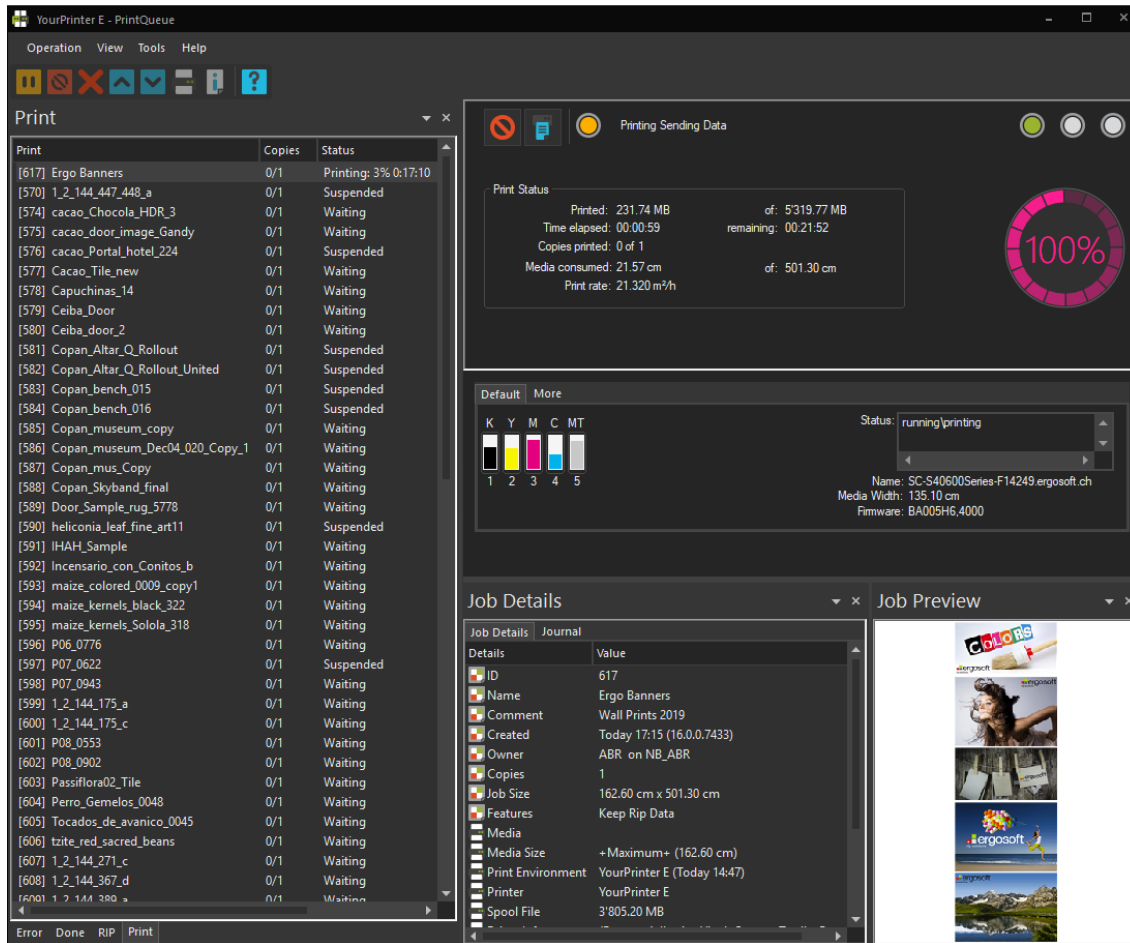 YourPrinter E - PrintQueue
Operation View Tools Help
Print
Print Copies Status
[617] Ergo Banners 0/1 Printing: 3% 0:17:10
[570] 1_2_144_447_448_a 0/1 Suspended
[574] cacao_Chocola_HDR_3 0/1 Waiting
[575] cacao_door_image_Gandy 0/1 Waiting
[576] cacao_Portal_hotel_224 0/1 Suspended
[577] Cacao_Tile_new 0/1 Waiting
[578] Capuchinas_14 0/1 Waiting
[579] Ceiba_Door 0/1 Waiting
[580] Ceiba_door_2 0/1 Waiting
[581] Copan_Altar_Q_Rollout 0/1 Suspended
[582] Copan_Altar_Q_Rollout_United 0/1 Suspended
[583] Copan_bench_015 0/1 Suspended
[584] Copan_bench_016 0/1 Suspended
[585] Copan_museum_copy 0/1 Waiting
[586] Copan_museum_Dec04_020_Copy_1 0/1 Waiting
[587] Copan_mus_Copy 0/1 Waiting
[588] Copan_Skyband_final 0/1 Waiting
[589] Door_Sample_rug_5778 0/1 Waiting
[590] heliconia_leaf_fine_art11 0/1 Suspended
[591] IHAH_Sample 0/1 Waiting
[592] Incensario_con_Conitos_b 0/1 Waiting
[593] maize_colored_0009_copy1 0/1 Waiting
[594] maize_kernels_black_322 0/1 Waiting
[595] maize_kernels_Solola_318 0/1 Waiting
[596] P06_0776 0/1 Waiting
[597] P07_0622 0/1 Suspended
[598] P07_0943 0/1 Waiting
[599] 1_2_144_175_a 0/1 Waiting
[600] 1_2_144_175_c 0/1 Waiting
[601] P08_0553 0/1 Waiting
[602] P08_0902 0/1 Waiting
[603] Passiflora02_Tile 0/1 Waiting
[604] Perro_Gemelos_0048 0/1 Waiting
[605] Tocados_de_avanico_0045 0/1 Waiting
[606] tzite_red_sacred_beans 0/1 Waiting
[607] 1_2_144_271_c 0/1 Waiting
[608] 1_2_144_367_d 0/1 Waiting
[609] 1_2_144_389_a 0/1 Waiting
Error Done RIP Print
Printing Sending Data
Print Status
Printed: 231.74 MB of: 5'319.77 MB
Time elapsed: 00:00:59 remaining: 00:21:52
Copies printed: 0 of 1
Media consumed: 21.57 cm of: 501.30 cm
Print rate: 21.320 m²/h
100%
Default More
K Y M C MT
1 2 3 4 5
Status: running\printing
Name: SC-S40600Series-F14249.ergosoft.ch
Media Width: 135.10 cm
Firmware: BA005H6,4000
Job Details
Job Details Journal
Details Value
ID 617
Name Ergo Banners
Comment Wall Prints 2019
Created Today 17:15 (16.0.0.7433)
Owner ABR on NB_ABR
Copies 1
Job Size 162.60 cm x 501.30 cm
Features Keep Rip Data
Media
Media Size +Maximum+ (162.60 cm)
Print Environment YourPrinter E (Today 14:47)
Printer YourPrinter E
Spool File 3'805.20 MB
Job Preview
COLORS
ergosoft
ergosoft
ergosoft
ergosoft